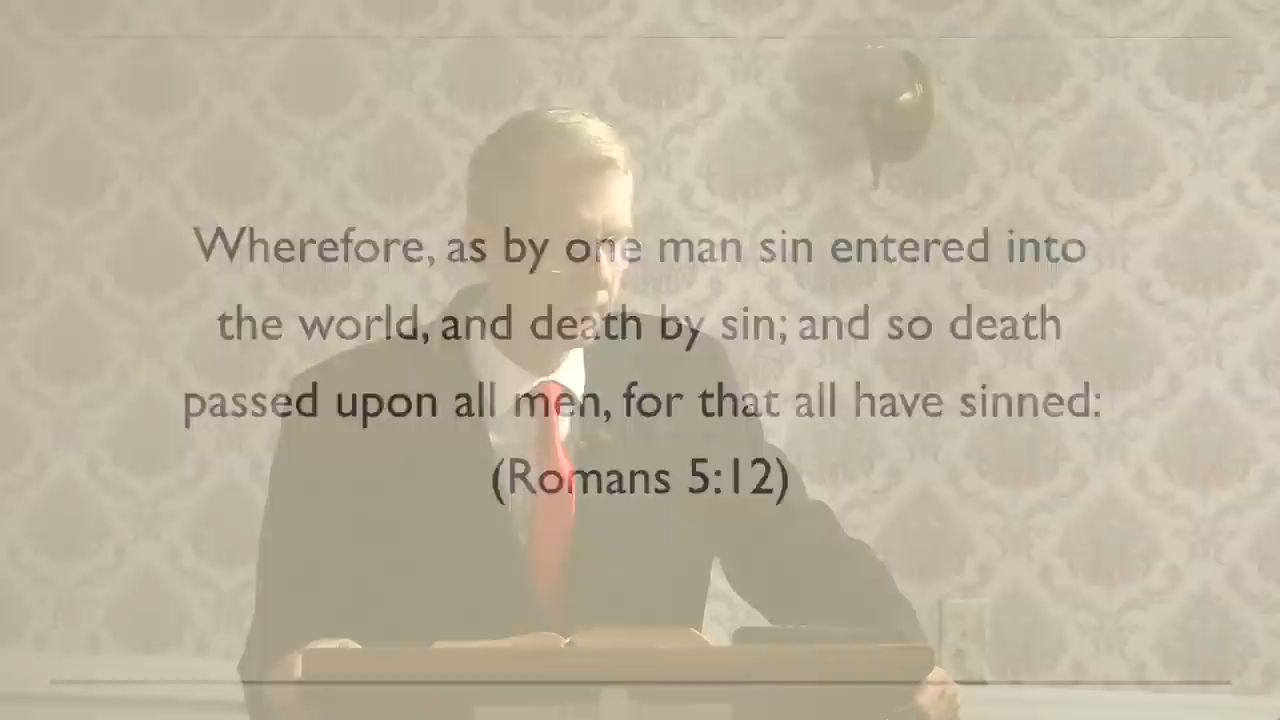 Wherefore, as by one man sin entered into
the world, and death by sin; and so death
passed upon all men, for that all have sinned:
(Romans 5:12)